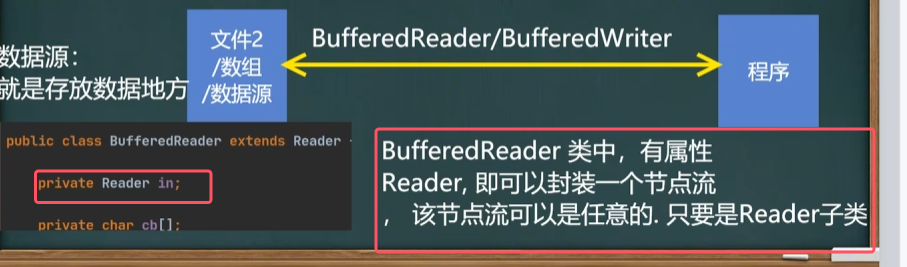 文件2
/数组
/数据源
BufferedReader/BufferedWriter
程序
数据源：
就是存放数据地方
public class BufferedReader extends Reader
private Reader in;
private char cb[];
BufferedReader 类中，有属性
Reader, 即可以封装一个节点流
， 该节点流可以是任意的. 只要是Reader子类